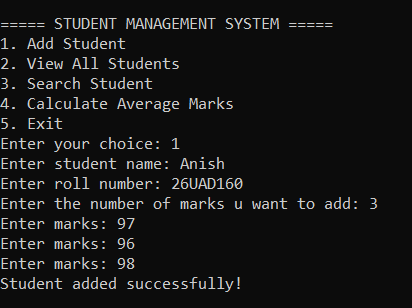 ===== STUDENT MANAGEMENT SYSTEM =====
1. Add Student
2. View All Students
3. Search Student
4. Calculate Average Marks
5. Exit
Enter your choice: 1
Enter student name: Anish
Enter roll number: 26UAD160
Enter the number of marks u want to add: 3
Enter marks: 97
Enter marks: 96
Enter marks: 98
Student added successfully!